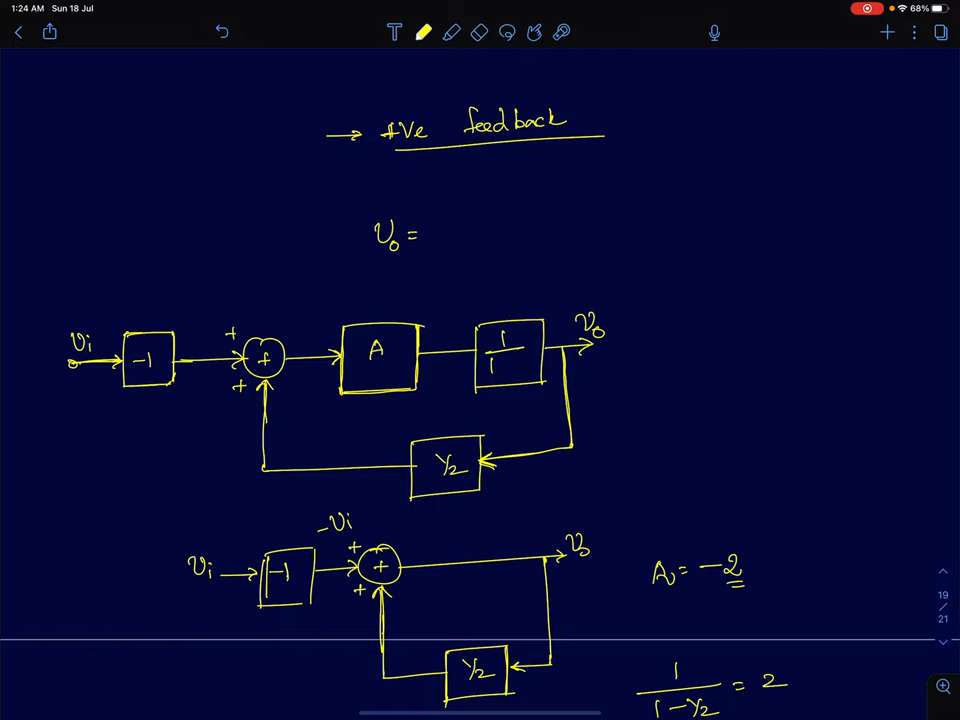 1:24 AM Sun 18 Jul 68%
→ +Ve feedback
V₀ =
Vi -1 + + + A 1/1 V₀
1/2
Vi -1 -Vi + + + V₀
1/2
A = -2
1/(1-1/2) = 2
19
/
21